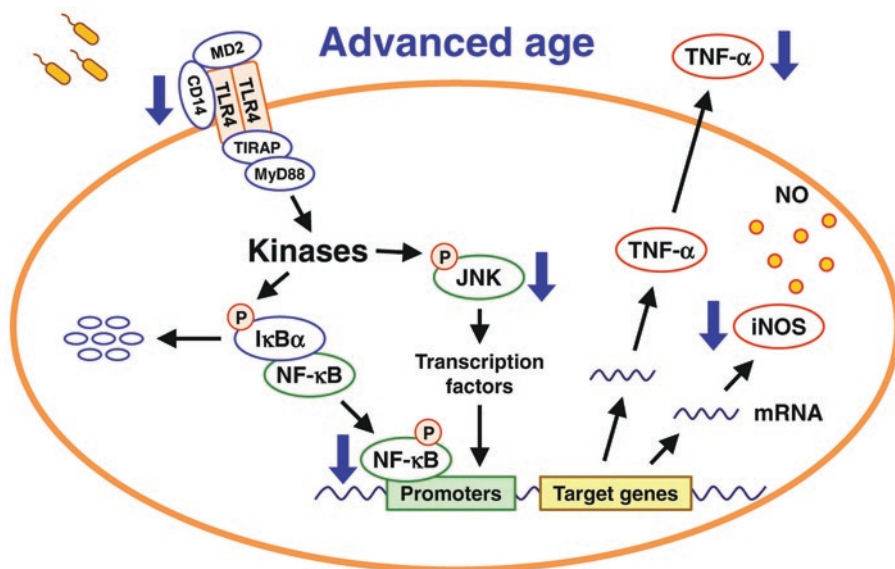 Advanced age
MD2
CD14
TLR4
TLR4
TIRAP
MyD88
TNF-α
Kinases
P
JNK
TNF-α
NO
P
IκBα
NF-κB
Transcription
factors
iNOS
mRNA
P
NF-κB
Promoters
Target genes